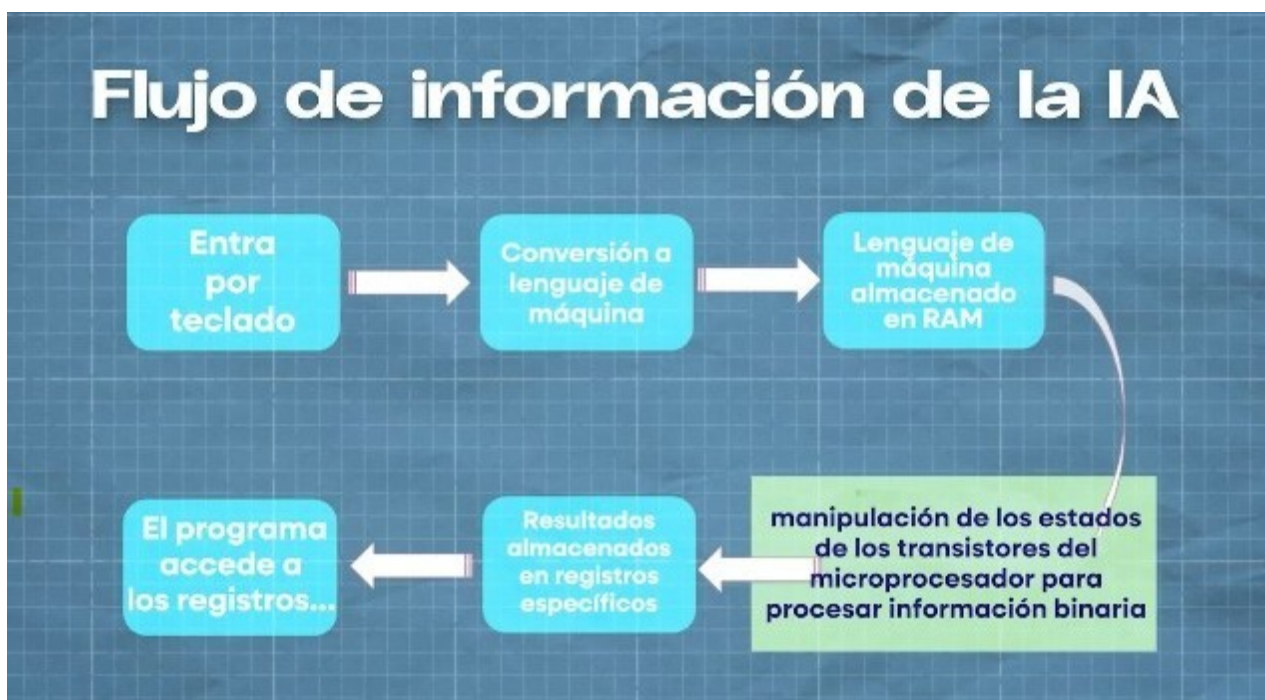 Flujo de información de la IA
Entra
por
teclado
Conversión a
lenguaje de
máquina
Lenguaje de
máquina
almacenado
en RAM
El programa
accede a
los registros...
Resultados
almacenados
en registros
específicos
manipulación de los estados
de los transistores del
microprocesador para
procesar información binaria